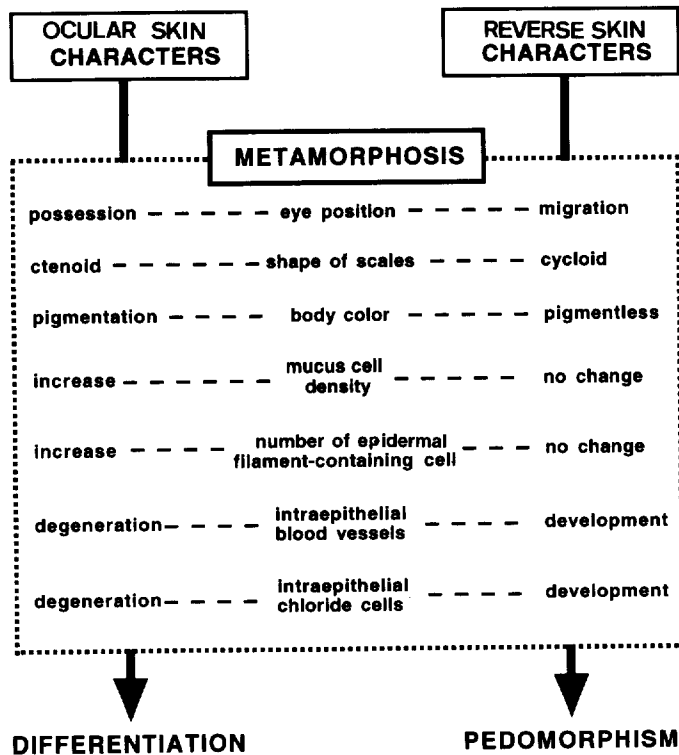 OCULAR SKIN
CHARACTERS
REVERSE SKIN
CHARACTERS
METAMORPHOSIS
possession eye position migration
ctenoid shape of scales cycloid
pigmentation body color pigmentless
increase mucus cell density no change
increase number of epidermal filament-containing cell no change
degeneration intraepithelial blood vessels development
degeneration intraepithelial chloride cells development
DIFFERENTIATION PEDOMORPHISM